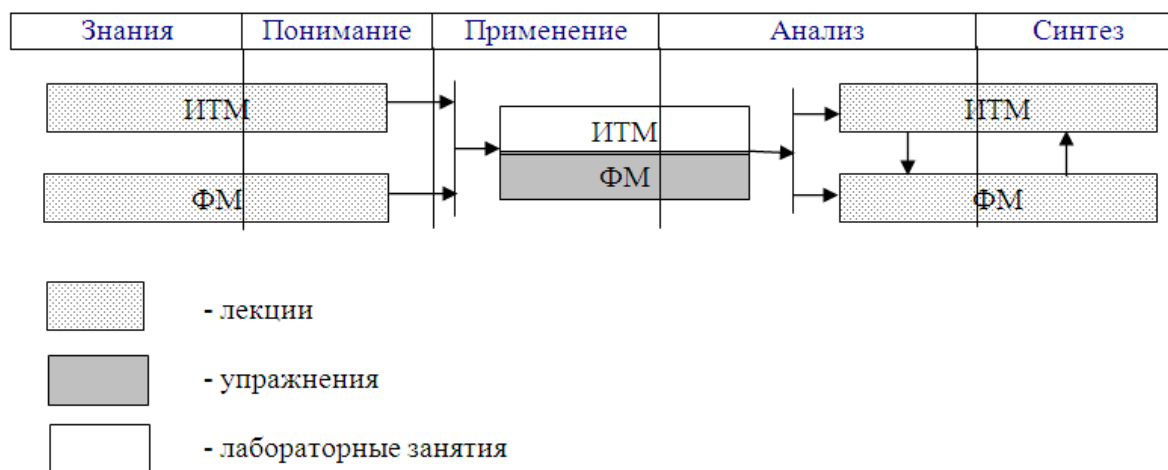 Знания Понимание Применение Анализ Синтез
ИТМ ИТМ ИТМ
ФМ ФМ ФМ
- лекции
- упражнения
- лабораторные занятия